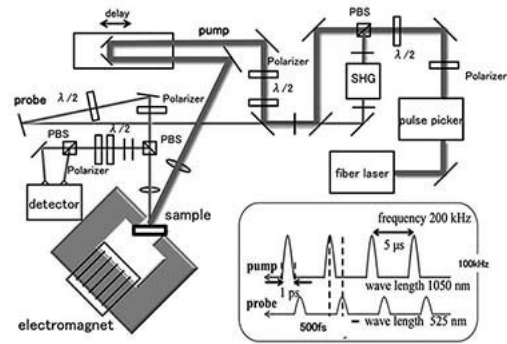 delay
PBS
pump
Polarizer
λ/2
λ/2
Polarizer
SHG
Polarizer
λ/2
probe
λ/2
Polarizer
pulse picker
PBS
λ/2
PBS
Polarizer
fiber laser
detector
sample
electromagnet
frequency 200 kHz
5 μs
100kHz
pump
1 ps
wave length 1050 nm
probe
500fs
wave length 525 nm